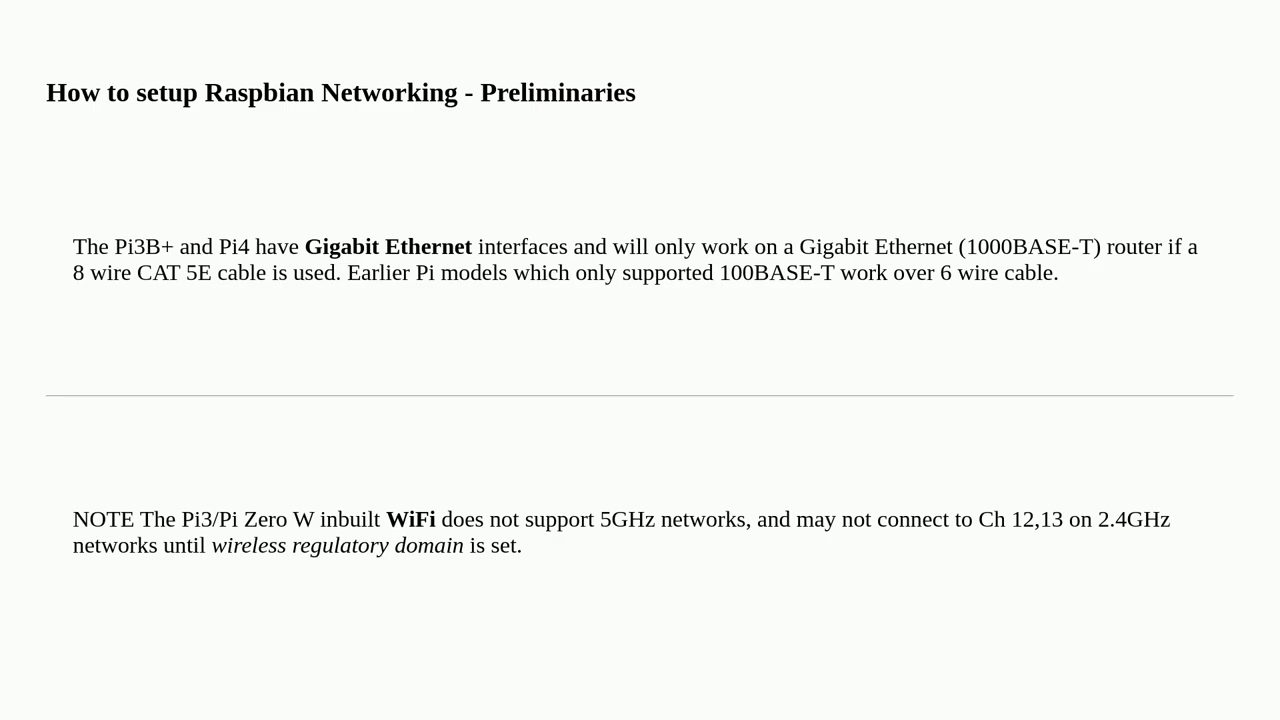 How to setup Raspbian Networking - Preliminaries
The Pi3B+ and Pi4 have Gigabit Ethernet interfaces and will only work on a Gigabit Ethernet (1000BASE-T) router if a
8 wire CAT 5E cable is used. Earlier Pi models which only supported 100BASE-T work over 6 wire cable.
NOTE The Pi3/Pi Zero W inbuilt WiFi does not support 5GHz networks, and may not connect to Ch 12,13 on 2.4GHz
networks until wireless regulatory domain is set.